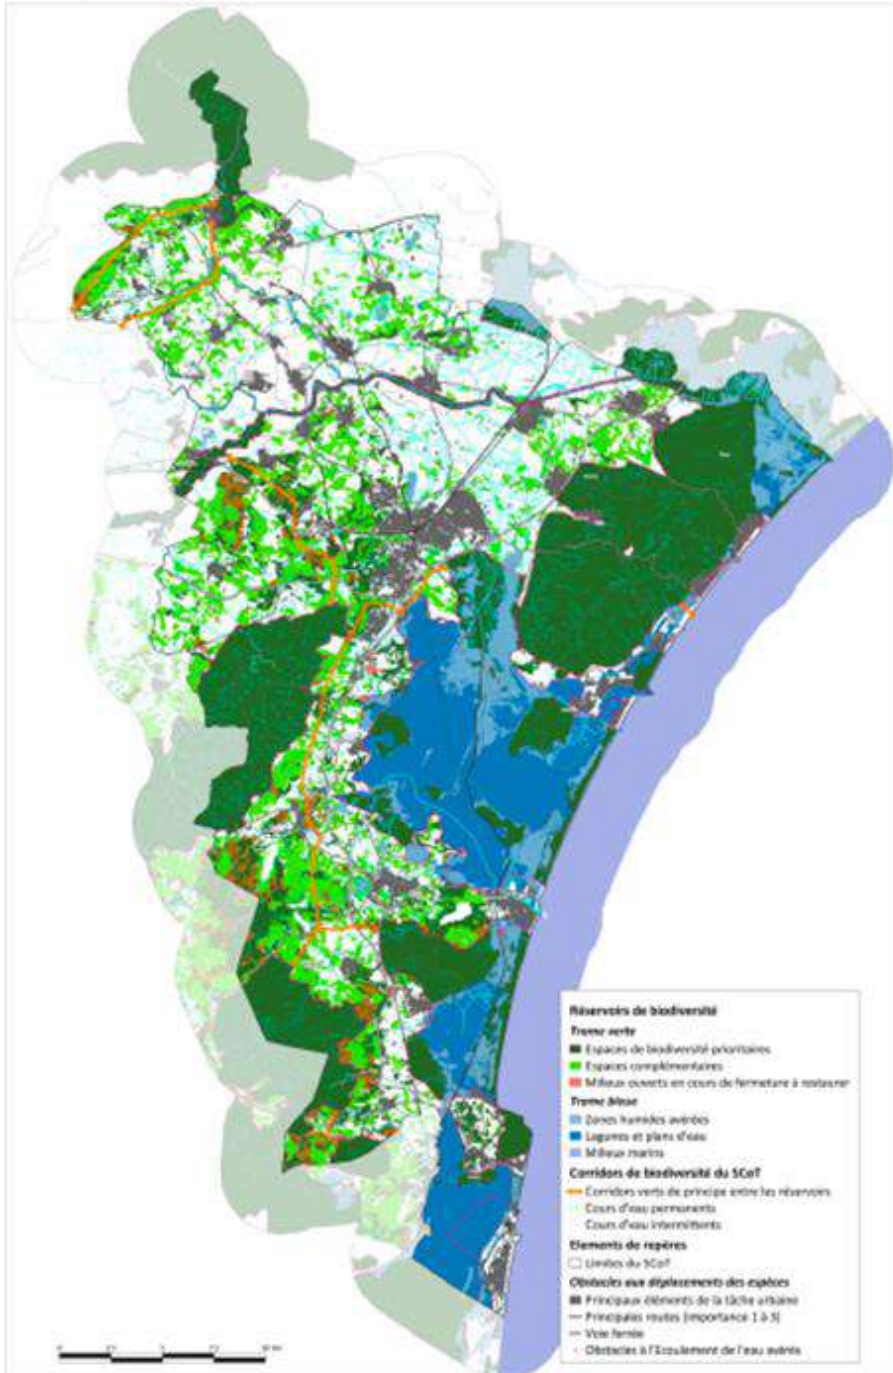 Réservoirs de biodiversité
Trame verte
Espaces de biodiversité prioritaires
Espaces complémentaires
Milieux ouverts en cours de fermeture à restaurer
Trame bleue
Zones humides avérées
Lagunes et plans d'eau
Milieux marins
Corridors de biodiversité du SCoT
Corridors verts de principe entre les réservoirs
Cours d'eau permanents
Cours d'eau intermittents
Elements de repères
Limites du SCoT
Obstacles aux déplacements des espèces
Principaux éléments de la tâche urbaine
Principales routes (importance 1 à 3)
Voie ferrée
Obstacles à l'Ecoulement de l'eau avérés